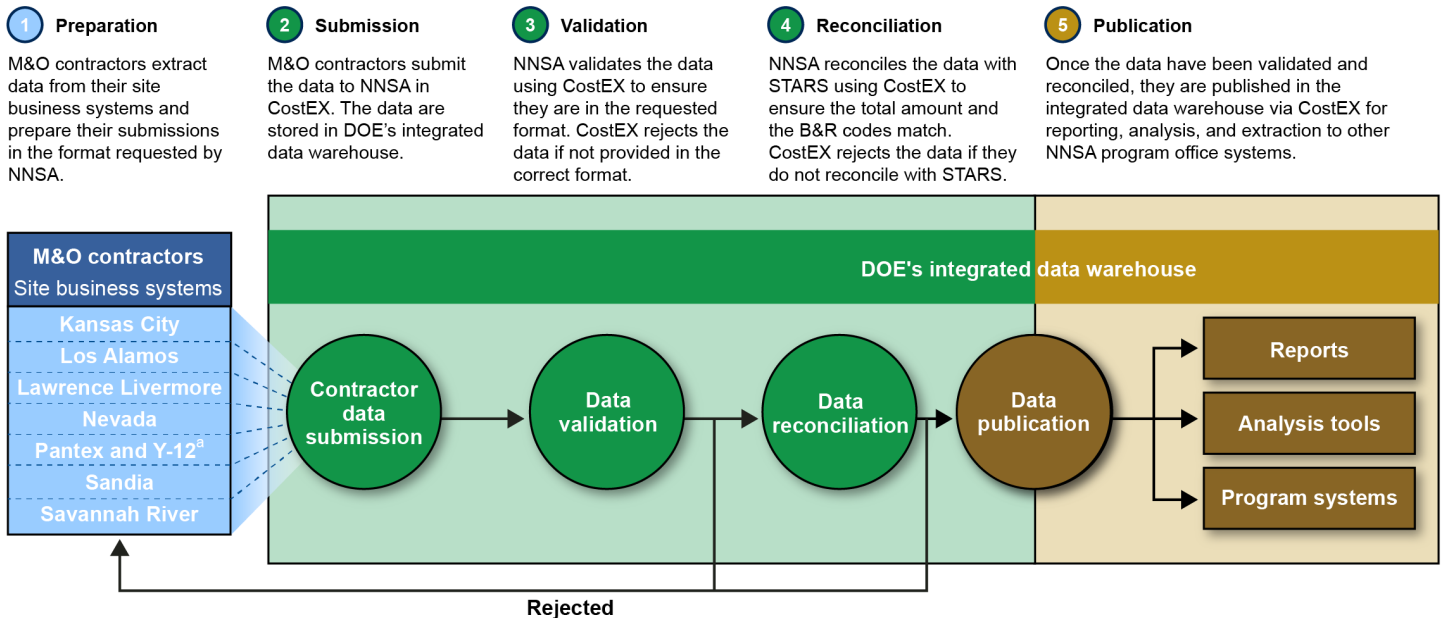 1 Preparation
M&O contractors extract
data from their site
business systems and
prepare their submissions
in the format requested by
NNSA.
2 Submission
M&O contractors submit
the data to NNSA in
CostEX. The data are
stored in DOE’s integrated
data warehouse.
3 Validation
NNSA validates the data
using CostEX to ensure
they are in the requested
format. CostEX rejects the
data if not provided in the
correct format.
4 Reconciliation
NNSA reconciles the data with
STARS using CostEX to
ensure the total amount and
the B&R codes match.
CostEX rejects the data if they
do not reconcile with STARS.
5 Publication
Once the data have been validated and
reconciled, they are published in the
integrated data warehouse via CostEX for
reporting, analysis, and extraction to other
NNSA program office systems.
M&O contractors
Site business systems
Kansas City
Los Alamos
Lawrence Livermore
Nevada
Pantex and Y-12a
Sandia
Savannah River
DOE's integrated data warehouse
Contractor
data
submission
Data
validation
Data
reconciliation
Data
publication
Reports
Analysis tools
Program systems
Rejected